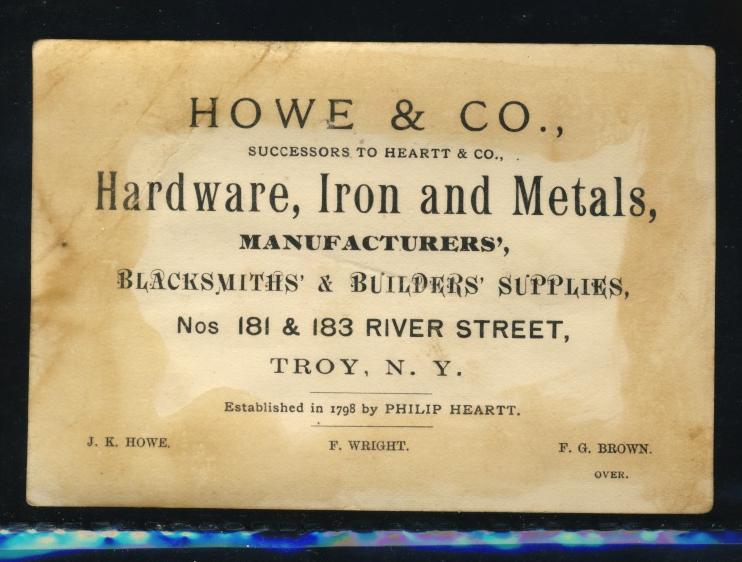 HOWE & CO.,
SUCCESSORS TO HEARTT & CO.,
Hardware, Iron and Metals,
MANUFACTURERS',
BLACKSMITHS' & BUILDERS' SUPPLIES,
Nos 181 & 183 RIVER STREET,
TROY, N. Y.
Established in 1798 by PHILIP HEARTT.
J. K. HOWE. F. WRIGHT. F. G. BROWN.
OVER.